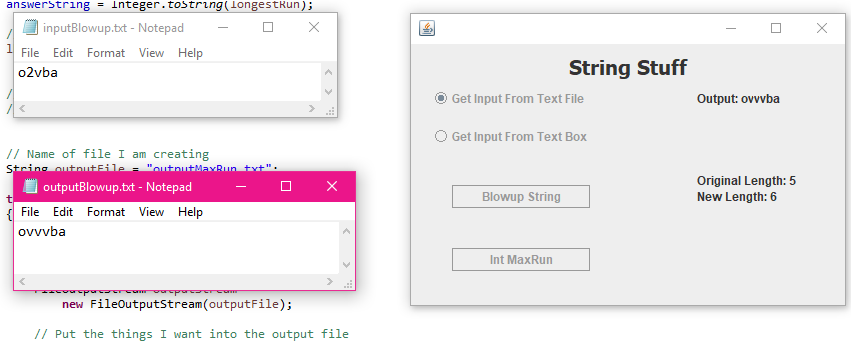 answerString = Integer.toString(longestRun);
inputBlowup.txt - Notepad
File Edit Format View Help
o2vba
// Name of file I am creating
String outputFile = "outputMaxRun.txt";
outputBlowup.txt - Notepad
File Edit Format View Help
ovvvba
{
FileOutputStream outputStream
new FileOutputStream(outputFile);
// Put the things I want into the output file
String Stuff
Get Input From Text File
Output: ovvvba
Get Input From Text Box
Original Length: 5
New Length: 6
Blowup String
Int MaxRun